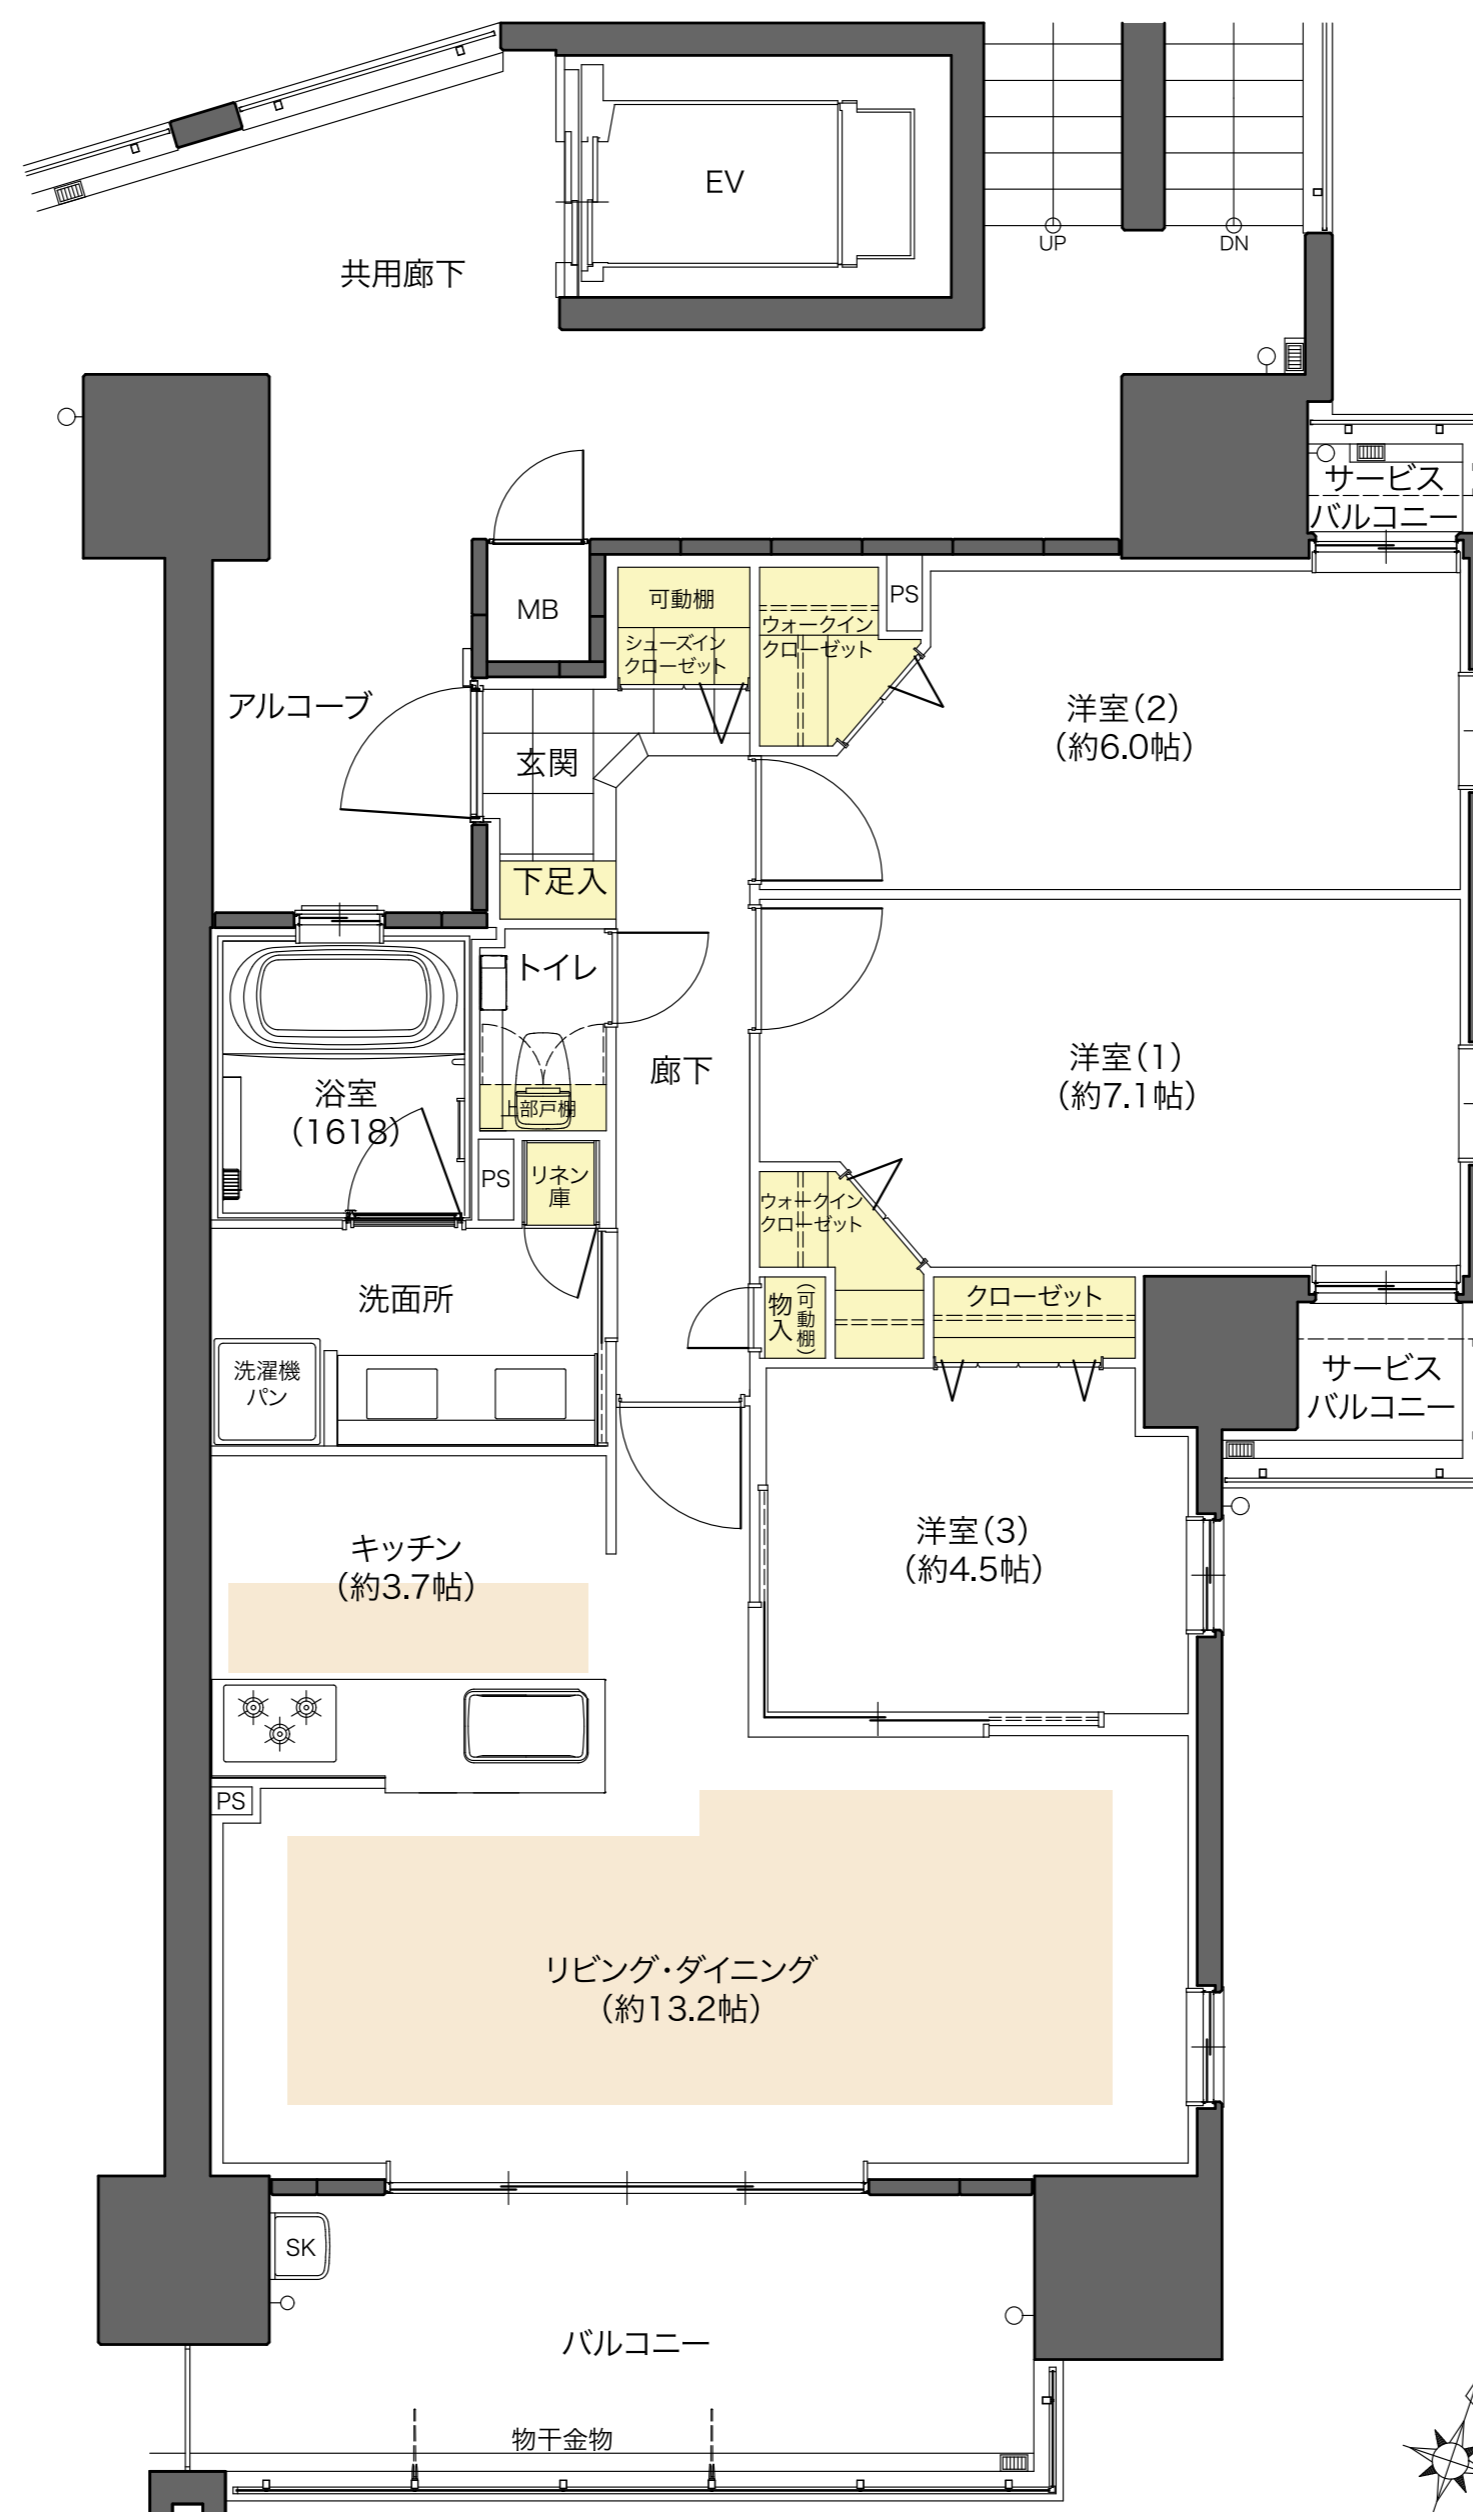 EV
UP
DN
共用廊下
サービス
バルコニー
MB
可動棚
シューズイン
クローゼット
ウォークイン
クローゼット
PS
アルコーブ
玄関
洋室(2)
(約6.0帖)
下足入
トイレ
廊下
洋室(1)
(約7.1帖)
浴室
(1618)
上部戸棚
PS
リネン
庫
ウォークイン
クローゼット
洗面所
物入
(可動棚)
クローゼット
洗濯機
パン
サービス
バルコニー
キッチン
(約3.7帖)
洋室(3)
(約4.5帖)
PS
リビング・ダイニング
(約13.2帖)
SK
バルコニー
物干金物